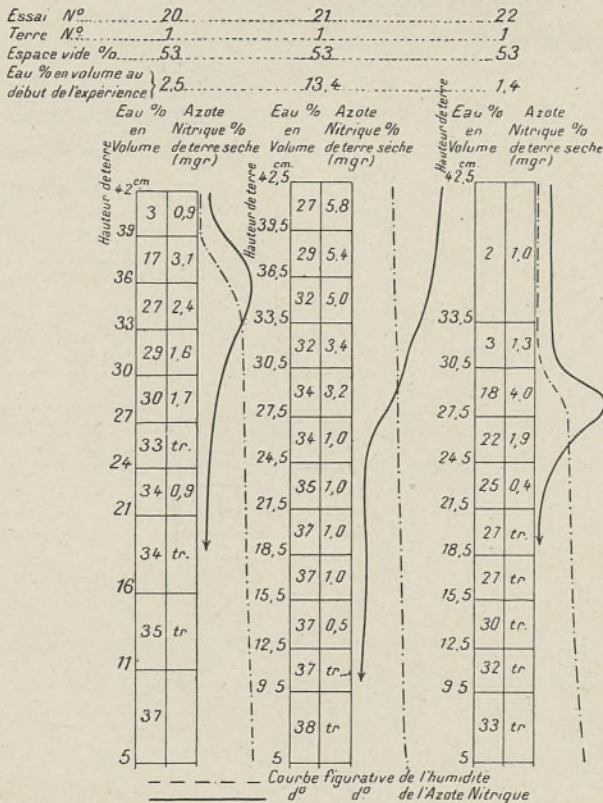 Essai Nº 20 21 22
Terre Nº 1 1 1
Espace vide % 53 53 53
Eau % en volume au
début de l'expérience } 2,5 13,4 1,4
Eau % en Volume
Azote Nitrique % de terre sèche (mgr)
Hauteur de terre
42 cm
3 0,9
39
17 3,1
36
27 2,4
33
29 1,6
30
30 1,7
27
33 tr.
24
34 0,9
21
34 tr.
16
35 tr
11
37
5
Eau % en Volume
Azote Nitrique % de terre sèche (mgr)
Hauteur de terre
cm.
42,5
27 5,8
39,5
29 5,4
36,5
32 5,0
33,5
32 3,4
30,5
34 3,2
27,5
34 1,0
24,5
35 1,0
21,5
37 1,0
18,5
37 1,0
15,5
37 0,5
12,5
37 tr.
9 5
38 tr
5
Eau % en Volume
Azote Nitrique % de terre sèche (mgr)
Hauteur de terre
cm.
42,5
2 1,0
33,5
3 1,3
30,5
18 4,0
27,5
22 1,9
24 5
25 0,4
21,5
27 tr.
18,5
27 tr
15,5
30 tr.
12,5
32 tr
9 5
33 tr
5
Courbe figurative de l'humidité
dº dº de l'Azote Nitrique